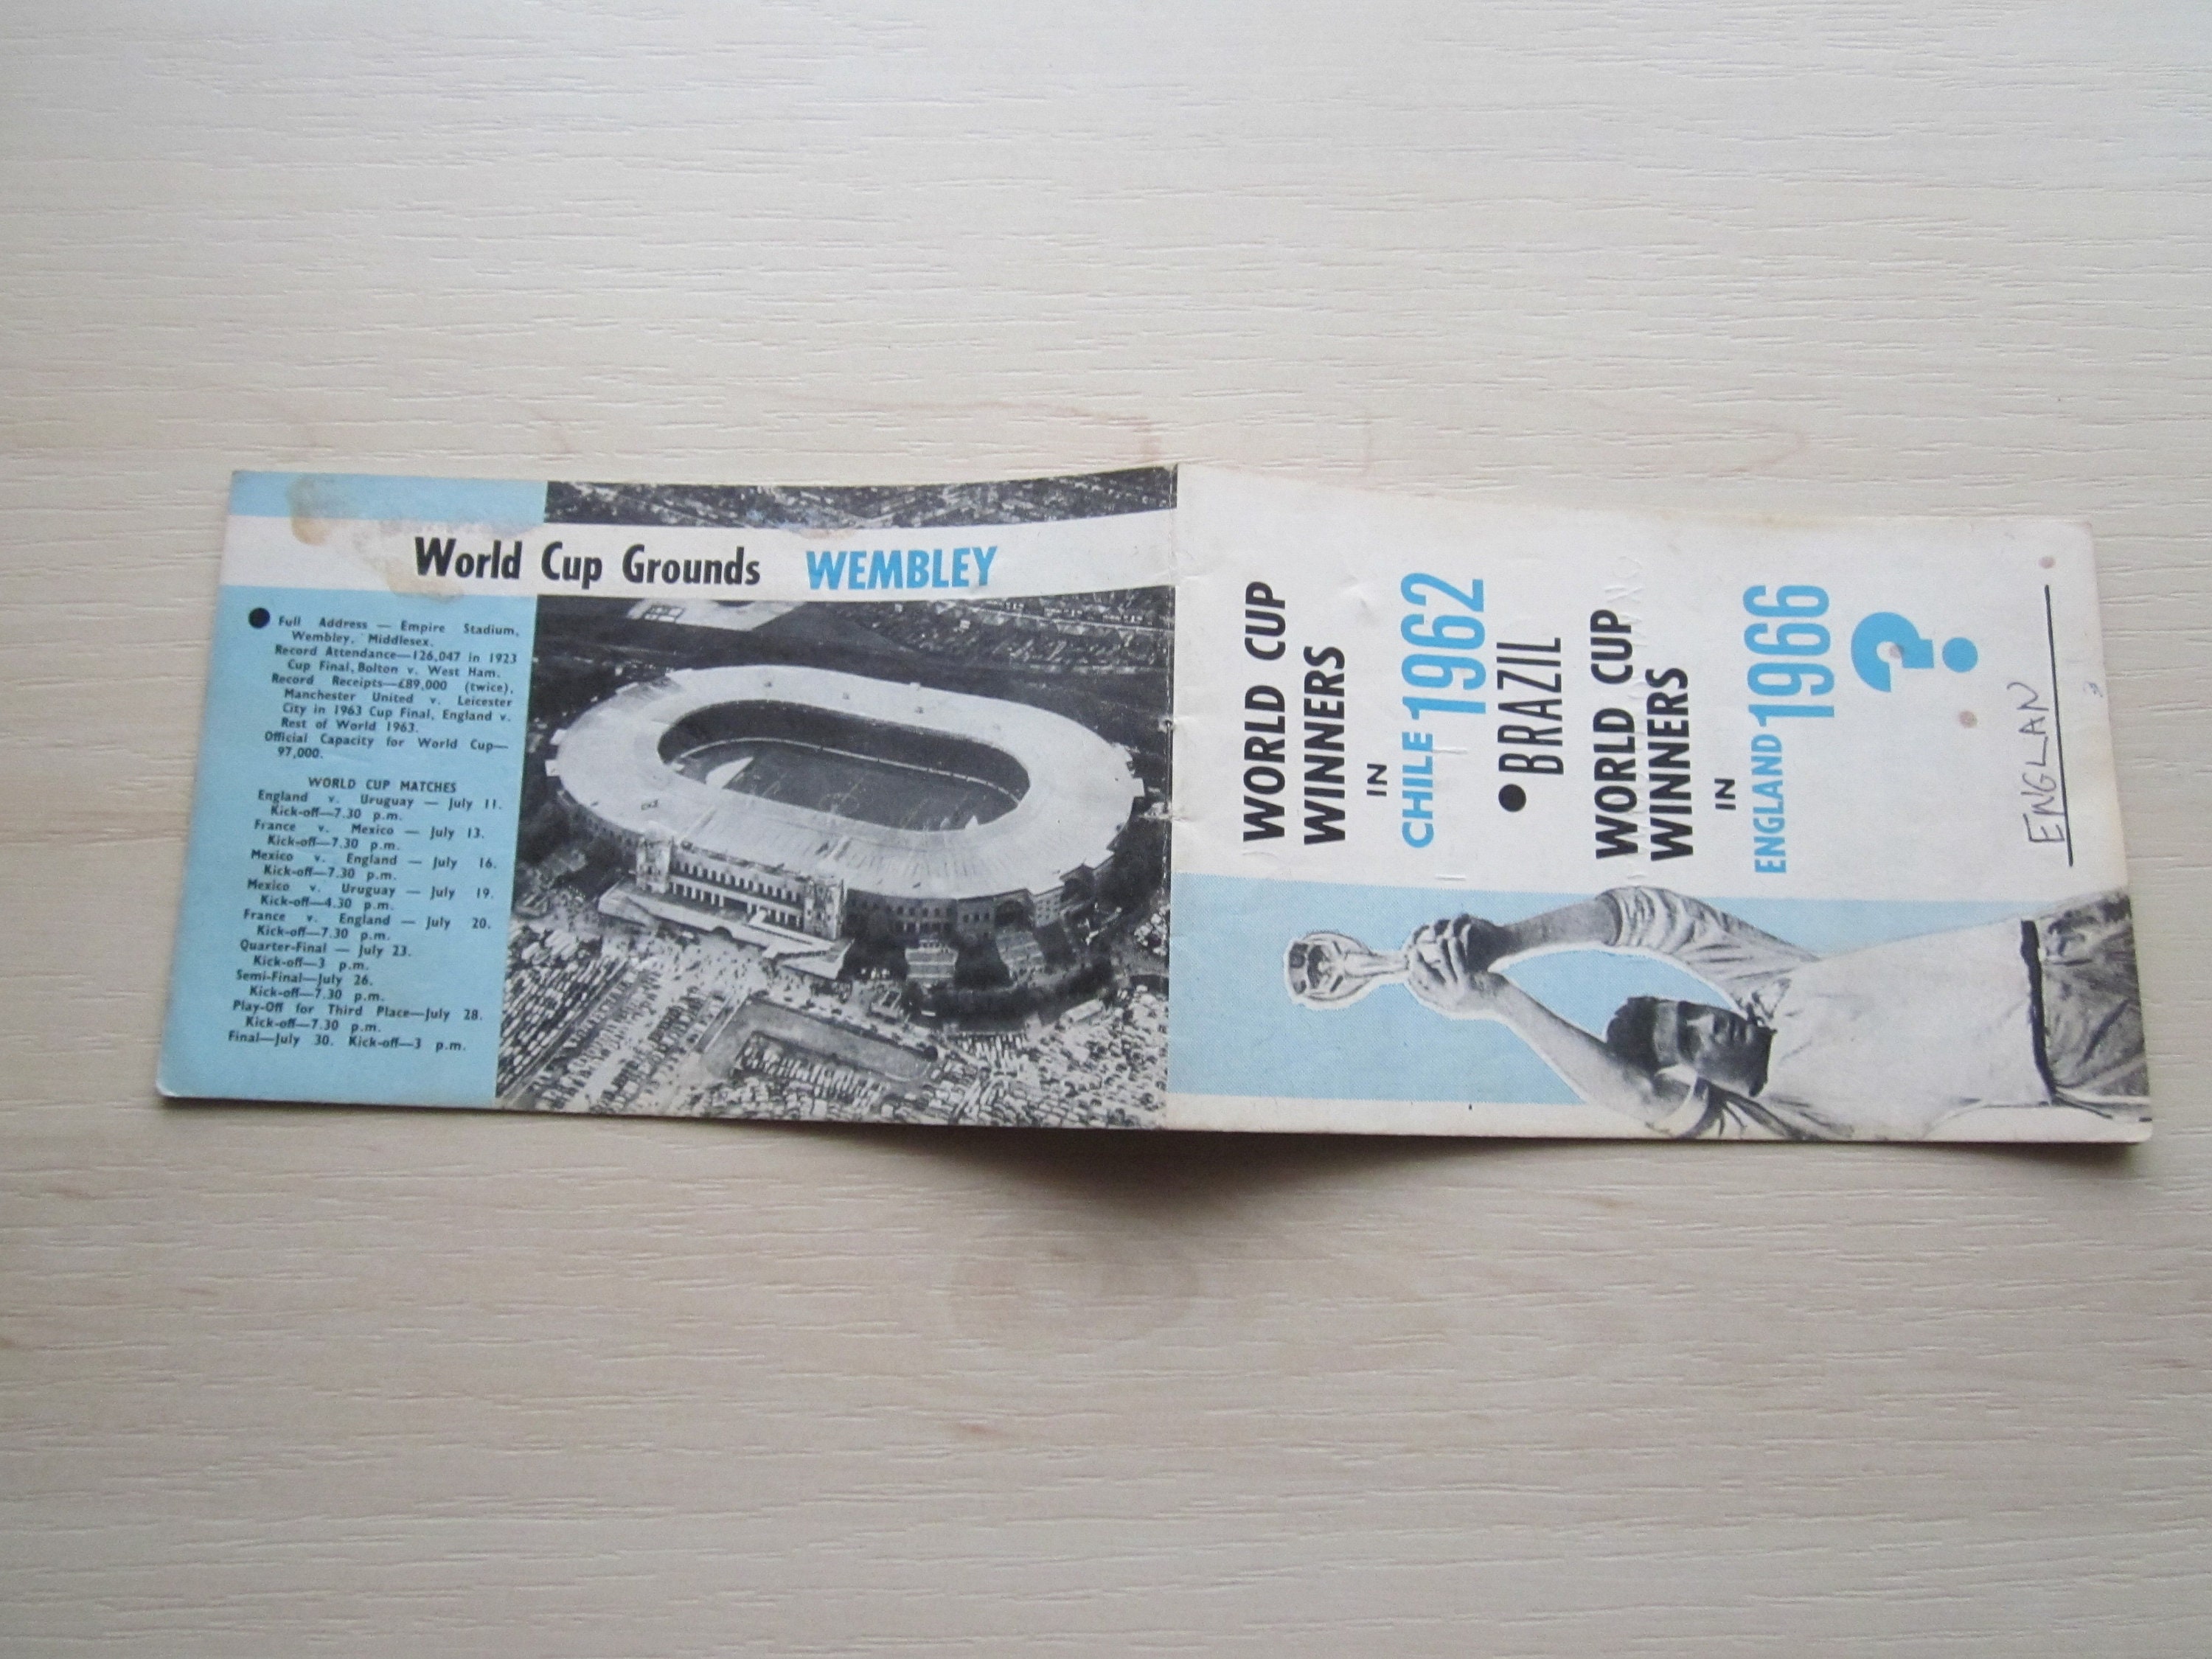 World Cup Grounds WEMBLEY
Full Address — Empire Stadium,
Wembley, Middlesex.
Record Attendance—126,047 in 1923
Cup Final, Bolton v. West Ham.
Record Receipts—£89,000 (twice),
Manchester United v. Leicester
City in 1963 Cup Final, England v.
Rest of World 1963.
Official Capacity for World Cup—
97,000.
WORLD CUP MATCHES
England v. Uruguay — July 11.
Kick-off—7.30 p.m.
France v. Mexico — July 13.
Kick-off—7.30 p.m.
Mexico v. England — July 16.
Kick-off—7.30 p.m.
Mexico v. Uruguay — July 19.
Kick-off—4.30 p.m.
France v. England — July 20.
Kick-off—7.30 p.m.
Quarter-Final — July 23.
Kick-off—3 p.m.
Semi-Final—July 26.
Kick-off—7.30 p.m.
Play-Off for Third Place—July 28.
Kick-off—7.30 p.m.
Final—July 30. Kick-off—3 p.m.
WORLD CUP
WINNERS
IN
CHILE 1962
● BRAZIL
WORLD CUP
WINNERS
IN
ENGLAND 1966
?
ENGLAN